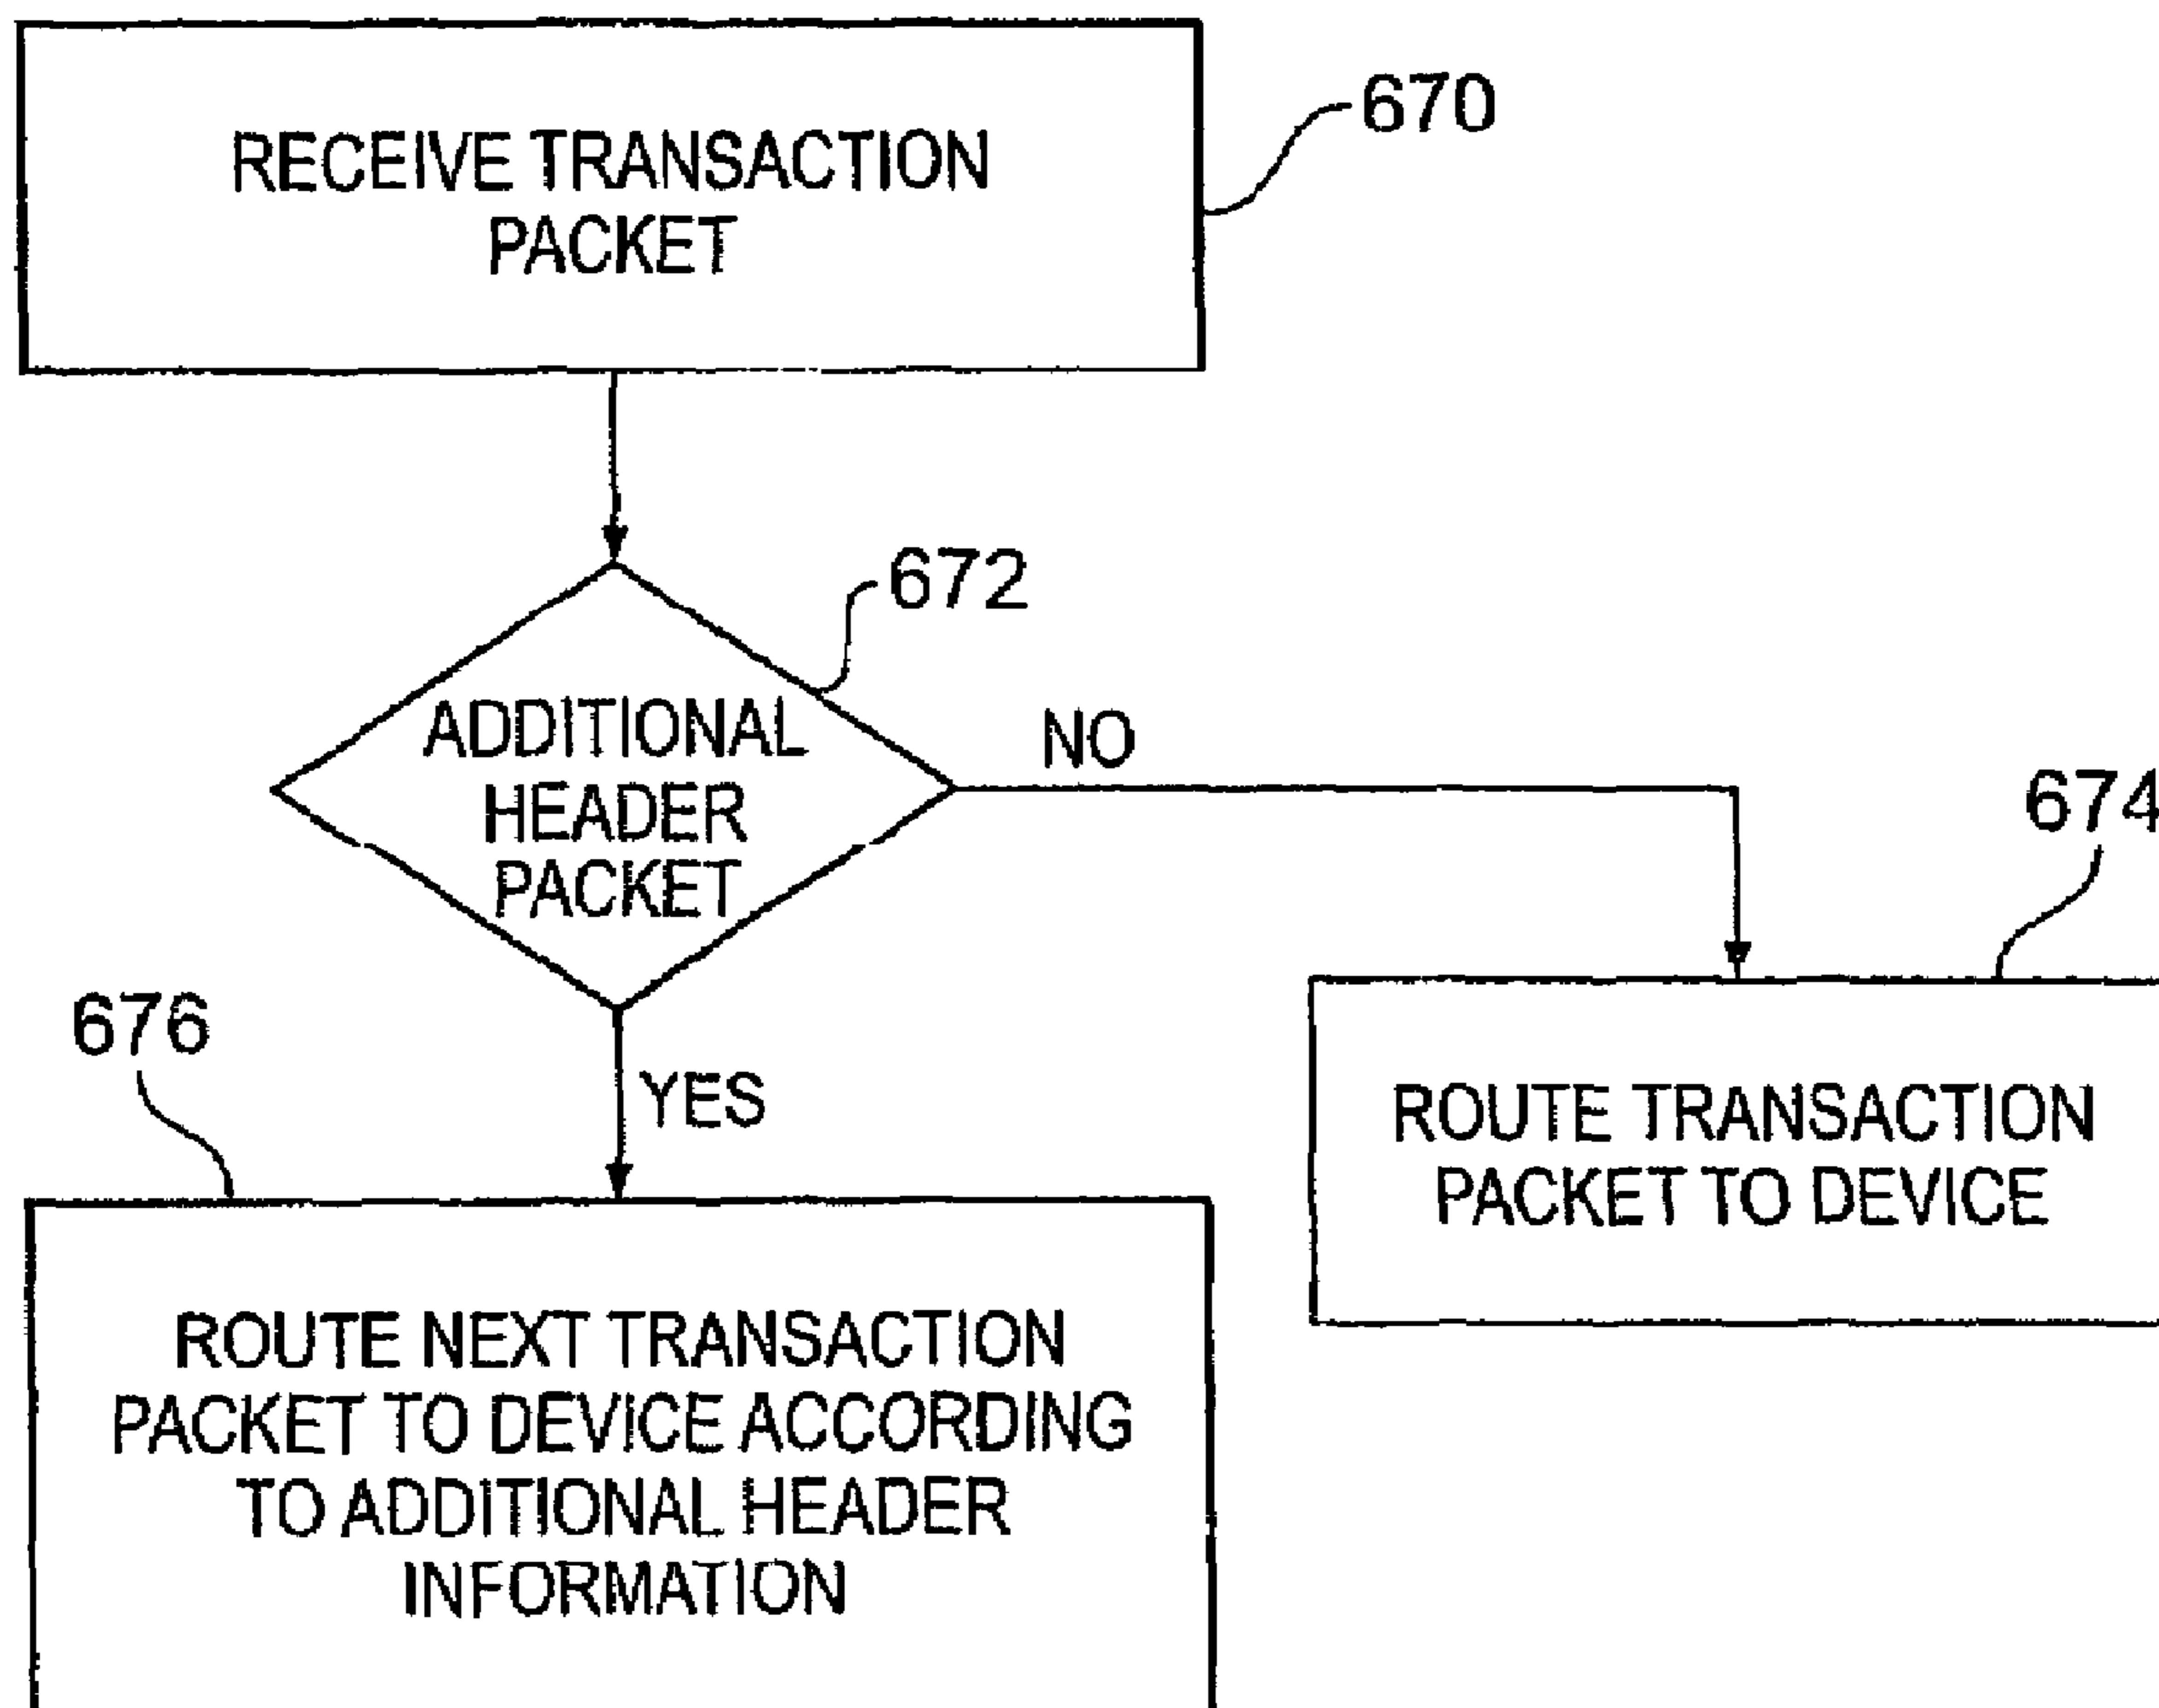 RECEIVE TRANSACTION
PACKET
670
672
ADDITIONAL
HEADER
PACKET
NO
674
676
YES
ROUTE TRANSACTION
PACKET TO DEVICE
ROUTE NEXT TRANSACTION
PACKET TO DEVICE ACCORDING
TO ADDITIONAL HEADER
INFORMATION